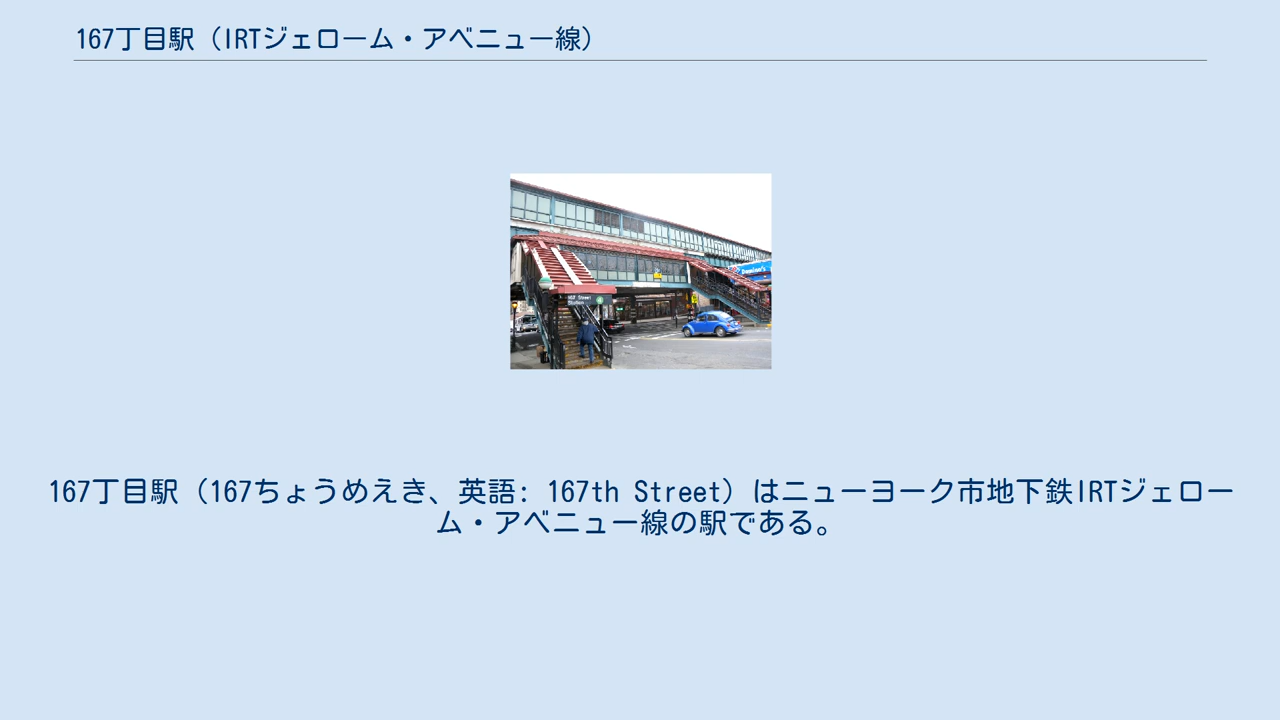 167丁目駅（IRTジェローム・アベニュー線）
167 Street
Station
167丁目駅（167ちょうめえき、英語: 167th Street）はニューヨーク市地下鉄IRTジェロー
ム・アベニュー線の駅である。